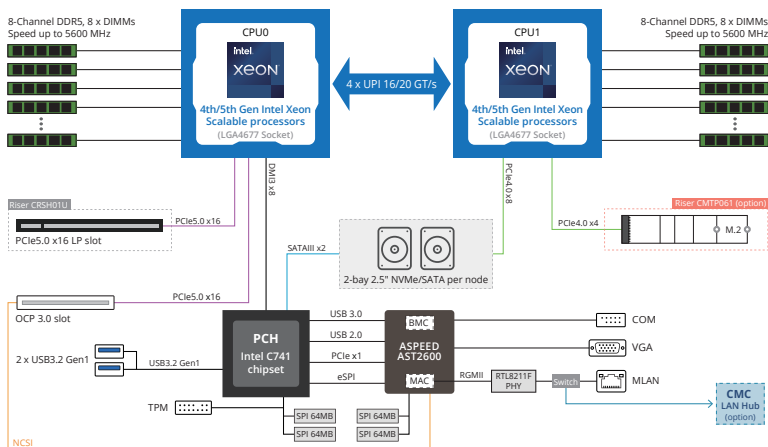 8-Channel DDR5, 8 x DIMMs
Speed up to 5600 MHz
CPU0
intel.
xeon
4th/5th Gen Intel Xeon
Scalable processors
(LGA4677 Socket)
4 x UPI 16/20 GT/s
CPU1
intel.
xeon
4th/5th Gen Intel Xeon
Scalable processors
(LGA4677 Socket)
8-Channel DDR5, 8 x DIMMs
Speed up to 5600 MHz
DMI3 x8
PCIe4.0 x8
Riser CRSH01U
PCIe5.0 x16 LP slot
PCIe5.0 x16
Riser CMTP061 (option)
PCIe4.0 x4
M.2
SATAIII x2
2-bay 2.5" NVMe/SATA per node
PCIe5.0 x16
OCP 3.0 slot
2 x USB3.2 Gen1
USB3.2 Gen1
PCH
Intel C741
chipset
USB 3.0
USB 2.0
PCIe x1
eSPI
BMC
ASPEED
AST2600
MAC
COM
VGA
RGMII
RTL8211F
PHY
Switch
MLAN
CMC
LAN Hub
(option)
TPM
SPI 64MB
SPI 64MB
SPI 64MB
SPI 64MB
NCSI